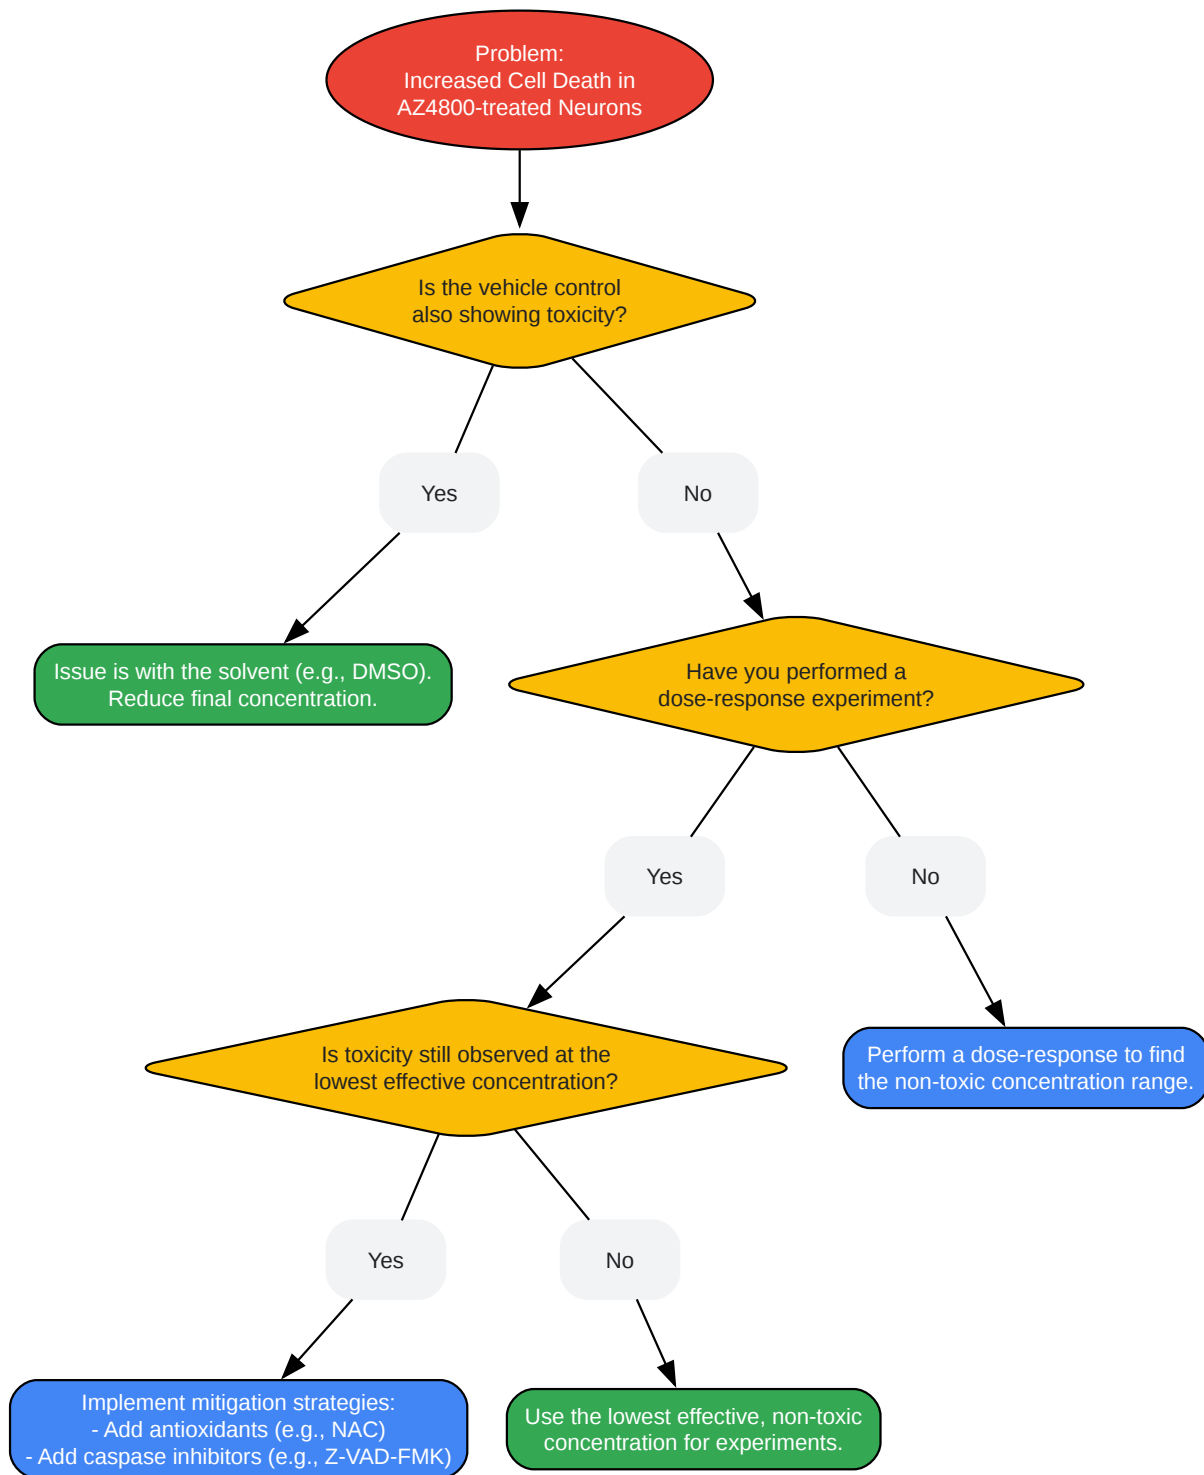 Problem:
Increased Cell Death in
AZ4800-treated Neurons
Is the vehicle control
also showing toxicity?
Yes
No
Issue is with the solvent (e.g., DMSO).
Reduce final concentration.
Have you performed a
dose-response experiment?
Yes
No
Is toxicity still observed at the
lowest effective concentration?
Perform a dose-response to find
the non-toxic concentration range.
Yes
No
Implement mitigation strategies:
- Add antioxidants (e.g., NAC)
- Add caspase inhibitors (e.g., Z-VAD-FMK)
Use the lowest effective, non-toxic
concentration for experiments.